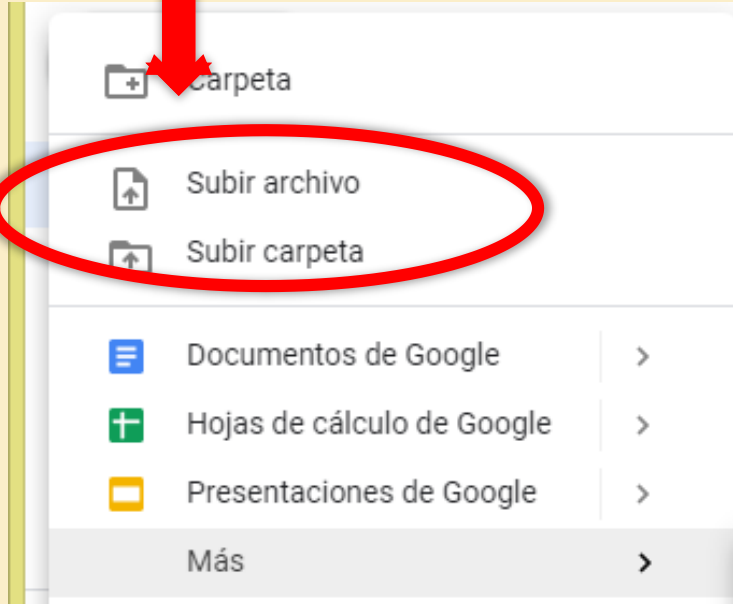 Carpeta
Subir archivo
Subir carpeta
Documentos de Google
Hojas de cálculo de Google
Presentaciones de Google
Más